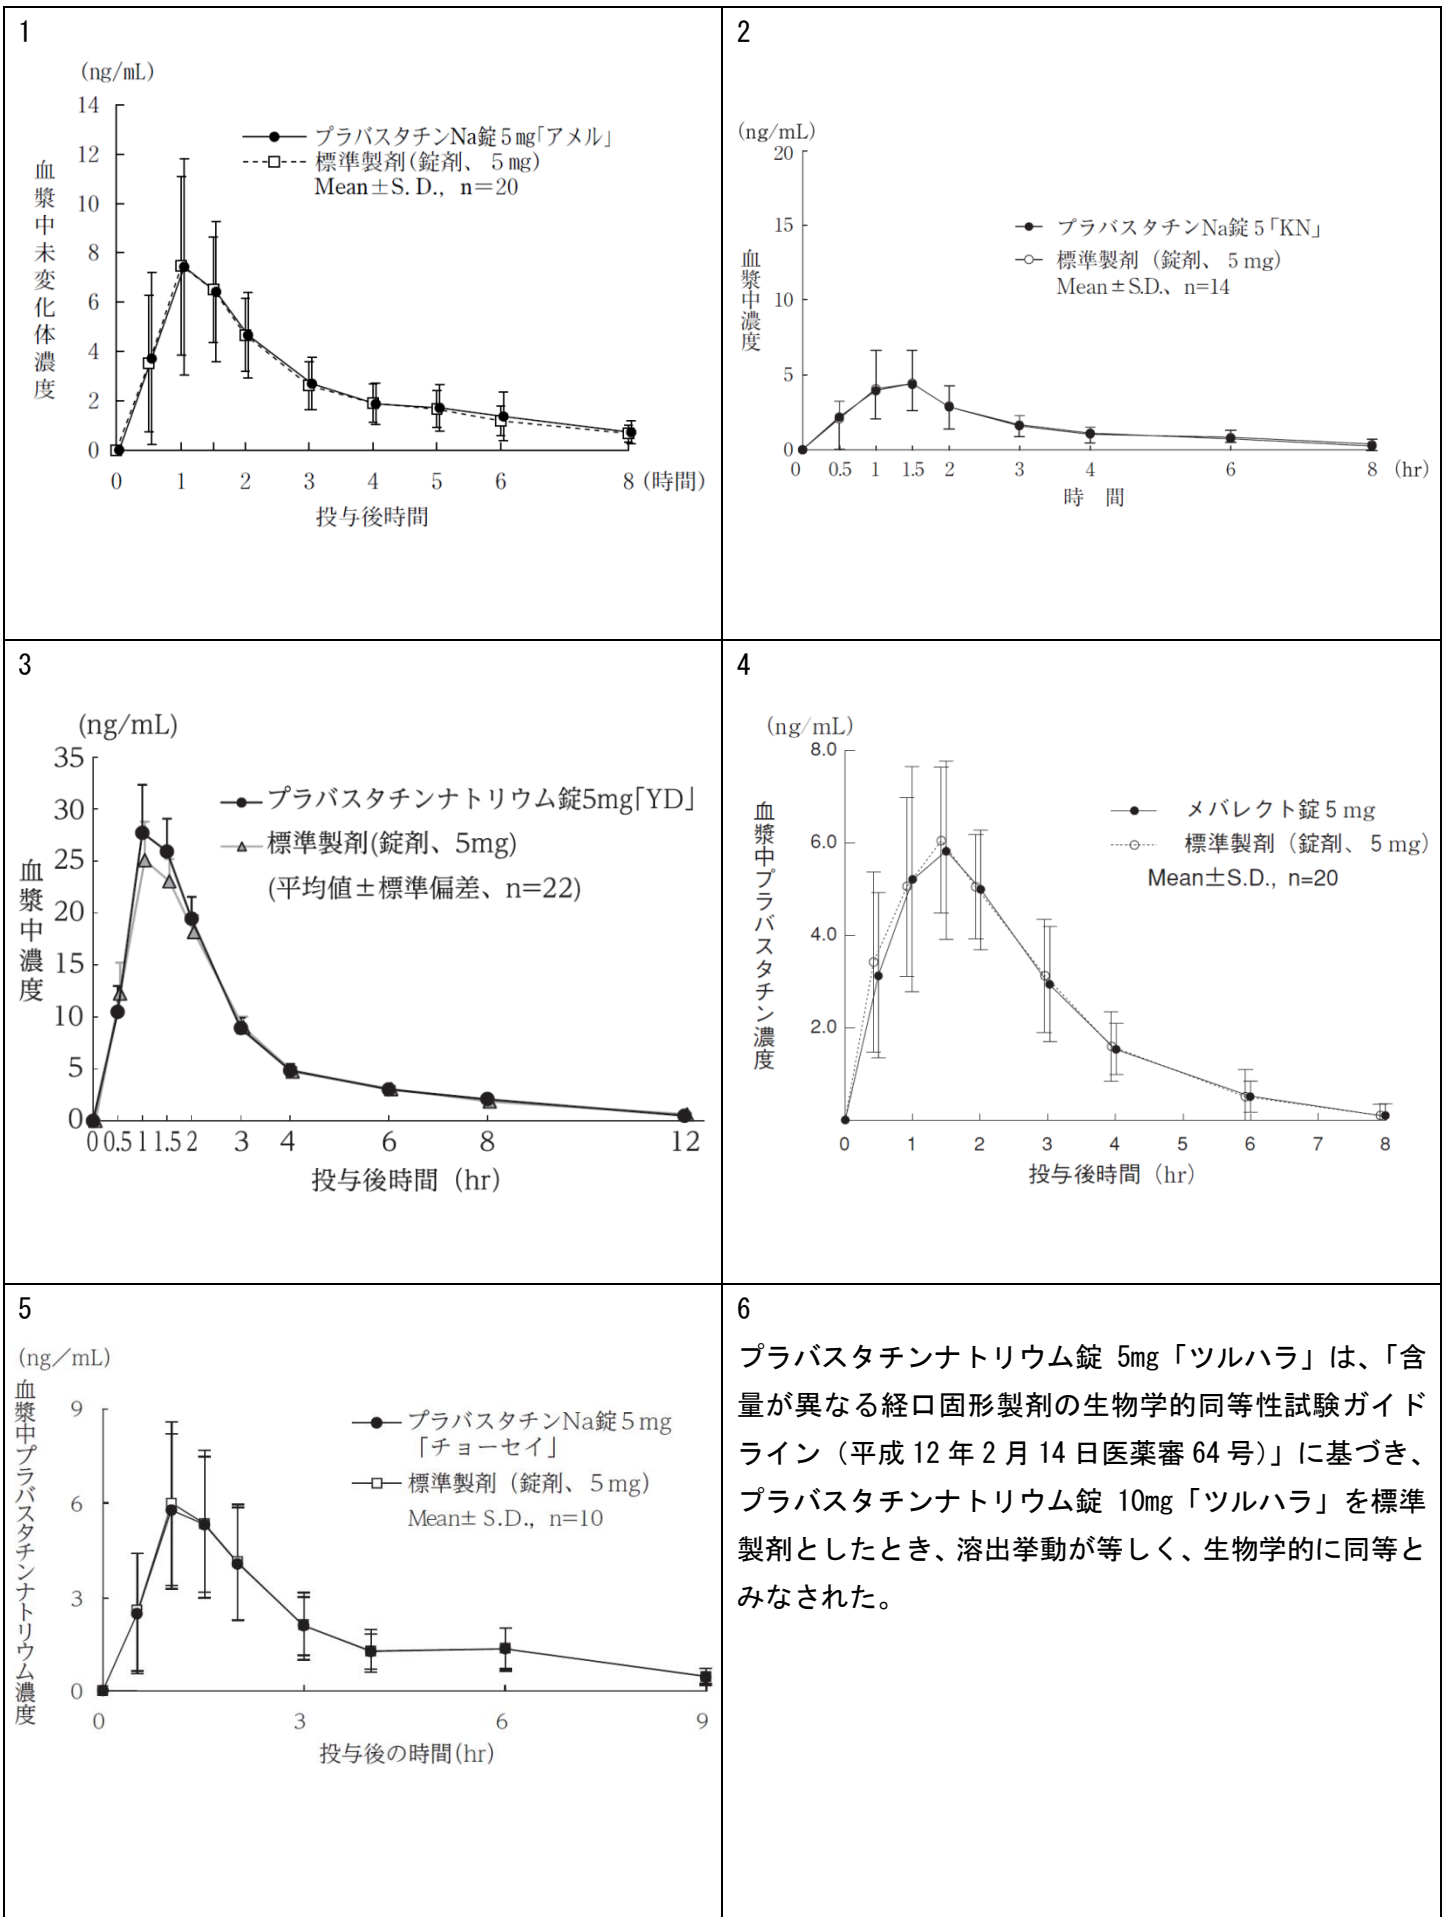 1
(ng/mL)
14
12
10
8
6
4
2
0
血漿中未変化体濃度
プラバスタチンNa錠5mg「アメル」
標準製剤(錠剤、5mg)
Mean±S.D., n=20
0 1 2 3 4 5 6 8 (時間)
投与後時間
2
(ng/mL)
20
15
10
5
0
血漿中濃度
プラバスタチンNa錠5「KN」
標準製剤(錠剤、5mg)
Mean±S.D.、n=14
0 0.5 1 1.5 2 3 4 6 8 (hr)
時 間
3
(ng/mL)
35
30
25
20
15
10
5
0
血漿中濃度
プラバスタチンナトリウム錠5mg「YD」
標準製剤(錠剤、5mg)
(平均値±標準偏差、n=22)
0 0.5 1 1.5 2 3 4 6 8 12
投与後時間(hr)
4
(ng/mL)
8.0
6.0
4.0
2.0
血漿中プラバスタチン濃度
メバレクト錠5mg
標準製剤(錠剤、5mg)
Mean±S.D., n=20
0 1 2 3 4 5 6 7 8
投与後時間(hr)
5
(ng/mL)
9
6
3
0
血漿中プラバスタチンナトリウム濃度
プラバスタチンNa錠5mg
「チョーセイ」
標準製剤(錠剤、5mg)
Mean± S.D., n=10
0 3 6 9
投与後の時間(hr)
6
プラバスタチンナトリウム錠 5mg「ツルハラ」は、「含
量が異なる経口固形製剤の生物学的同等性試験ガイド
ライン(平成12年2月14日医薬審64号)」に基づき、
プラバスタチンナトリウム錠 10mg「ツルハラ」を標準
製剤としたとき、溶出挙動が等しく、生物学的に同等と
みなされた。